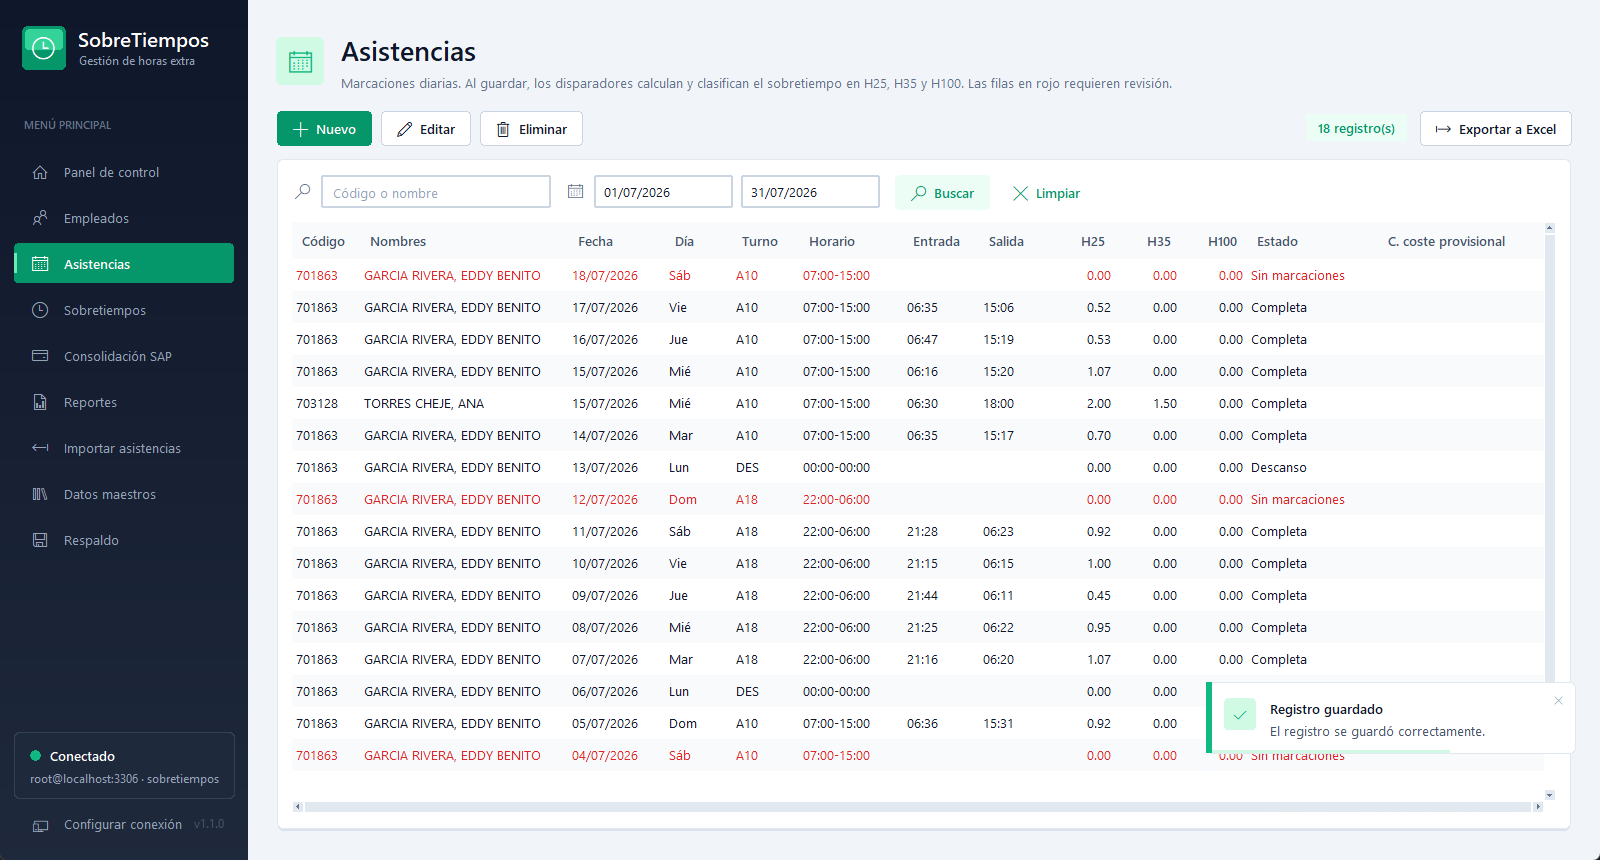 SobreTiempos
Gestión de horas extra
MENÚ PRINCIPAL
Panel de control
Empleados
Asistencias
Sobretiempos
Consolidación SAP
Reportes
Importar asistencias
Datos maestros
Respaldo
Conectado
root@localhost:3306 · sobretiempos
Configurar conexión v1.1.0
Asistencias
Marcaciones diarias. Al guardar, los disparadores calculan y clasifican el sobretiempo en H25, H35 y H100. Las filas en rojo requieren revisión.
Nuevo Editar Eliminar 18 registro(s) Exportar a Excel
Código o nombre 01/07/2026 31/07/2026 Buscar Limpiar
Código Nombres Fecha Día Turno Horario Entrada Salida H25 H35 H100 Estado C. coste provisional
701863 GARCIA RIVERA, EDDY BENITO 18/07/2026 Sáb A10 07:00-15:00 0.00 0.00 0.00 Sin marcaciones
701863 GARCIA RIVERA, EDDY BENITO 17/07/2026 Vie A10 07:00-15:00 06:35 15:06 0.52 0.00 0.00 Completa
701863 GARCIA RIVERA, EDDY BENITO 16/07/2026 Jue A10 07:00-15:00 06:47 15:19 0.53 0.00 0.00 Completa
701863 GARCIA RIVERA, EDDY BENITO 15/07/2026 Mié A10 07:00-15:00 06:16 15:20 1.07 0.00 0.00 Completa
703128 TORRES CHEJE, ANA 15/07/2026 Mié A10 07:00-15:00 06:30 18:00 2.00 1.50 0.00 Completa
701863 GARCIA RIVERA, EDDY BENITO 14/07/2026 Mar A10 07:00-15:00 06:35 15:17 0.70 0.00 0.00 Completa
701863 GARCIA RIVERA, EDDY BENITO 13/07/2026 Lun DES 00:00-00:00 0.00 0.00 0.00 Descanso
701863 GARCIA RIVERA, EDDY BENITO 12/07/2026 Dom A18 22:00-06:00 0.00 0.00 0.00 Sin marcaciones
701863 GARCIA RIVERA, EDDY BENITO 11/07/2026 Sáb A18 22:00-06:00 21:28 06:23 0.92 0.00 0.00 Completa
701863 GARCIA RIVERA, EDDY BENITO 10/07/2026 Vie A18 22:00-06:00 21:15 06:15 1.00 0.00 0.00 Completa
701863 GARCIA RIVERA, EDDY BENITO 09/07/2026 Jue A18 22:00-06:00 21:44 06:11 0.45 0.00 0.00 Completa
701863 GARCIA RIVERA, EDDY BENITO 08/07/2026 Mié A18 22:00-06:00 21:25 06:22 0.95 0.00 0.00 Completa
701863 GARCIA RIVERA, EDDY BENITO 07/07/2026 Mar A18 22:00-06:00 21:16 06:20 1.07 0.00 0.00 Completa
701863 GARCIA RIVERA, EDDY BENITO 06/07/2026 Lun DES 00:00-00:00 0.00 0.00
701863 GARCIA RIVERA, EDDY BENITO 05/07/2026 Dom A10 07:00-15:00 06:36 15:31 0.92 0.00
701863 GARCIA RIVERA, EDDY BENITO 04/07/2026 Sáb A10 07:00-15:00 0.00 0.00 0.00 Sin marcaciones
Registro guardado
El registro se guardó correctamente.